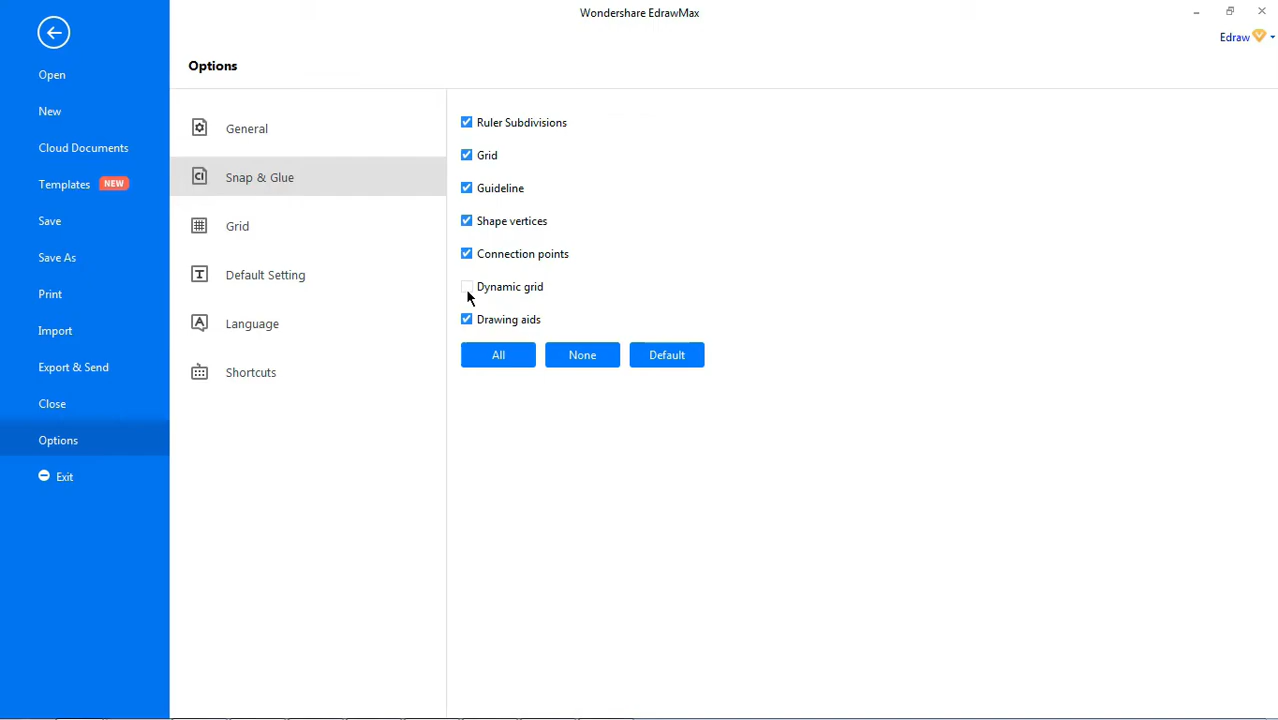 Wondershare EdrawMax
Edraw
Open
New
Cloud Documents
Templates NEW
Save
Save As
Print
Import
Export & Send
Close
Options
Exit
Options
General
Snap & Glue
Grid
Default Setting
Language
Shortcuts
Ruler Subdivisions
Grid
Guideline
Shape vertices
Connection points
Dynamic grid
Drawing aids
All None Default